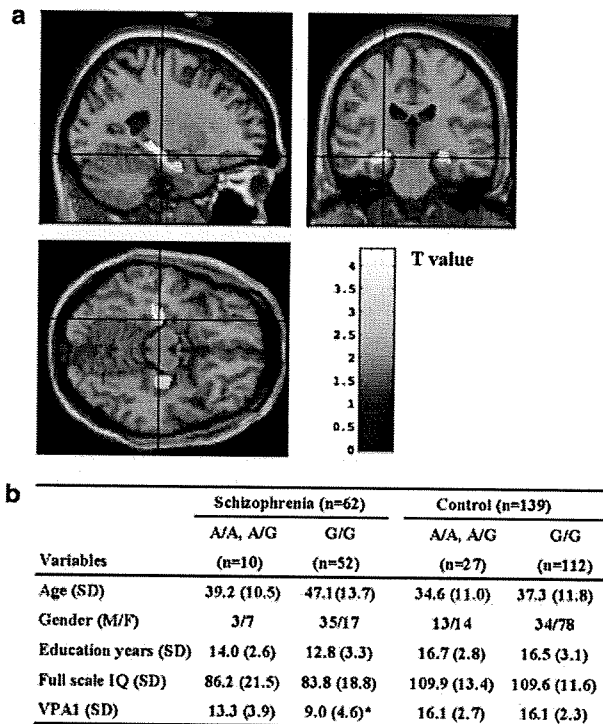 a
T value
4
3.5
3
2.5
2
1.5
1
0.5
0
b
Schizophrenia (n=62) Control (n=139)
A/A, A/G G/G A/A, A/G G/G
Variables (n=10) (n=52) (n=27) (n=112)
Age (SD) 39.2 (10.5) 47.1(13.7) 34.6 (11.0) 37.3 (11.8)
Gender (M/F) 3/7 35/17 13/14 34/78
Education years (SD) 14.0 (2.6) 12.8 (3.3) 16.7 (2.8) 16.5 (3.1)
Full scale IQ (SD) 86.2 (21.5) 83.8 (18.8) 109.9 (13.4) 109.6 (11.6)
VPA1 (SD) 13.3 (3.9) 9.0 (4.6)* 16.1 (2.7) 16.1 (2.3)